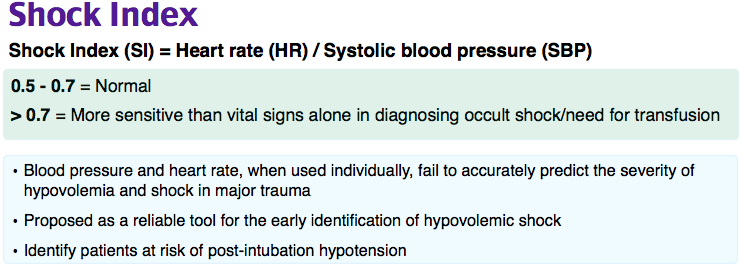 Shock Index
Shock Index (SI) = Heart rate (HR) / Systolic blood pressure (SBP)
0.5 - 0.7 = Normal
> 0.7 = More sensitive than vital signs alone in diagnosing occult shock/need for transfusion
• Blood pressure and heart rate, when used individually, fail to accurately predict the severity of
hypovolemia and shock in major trauma
• Proposed as a reliable tool for the early identification of hypovolemic shock
• Identify patients at risk of post-intubation hypotension